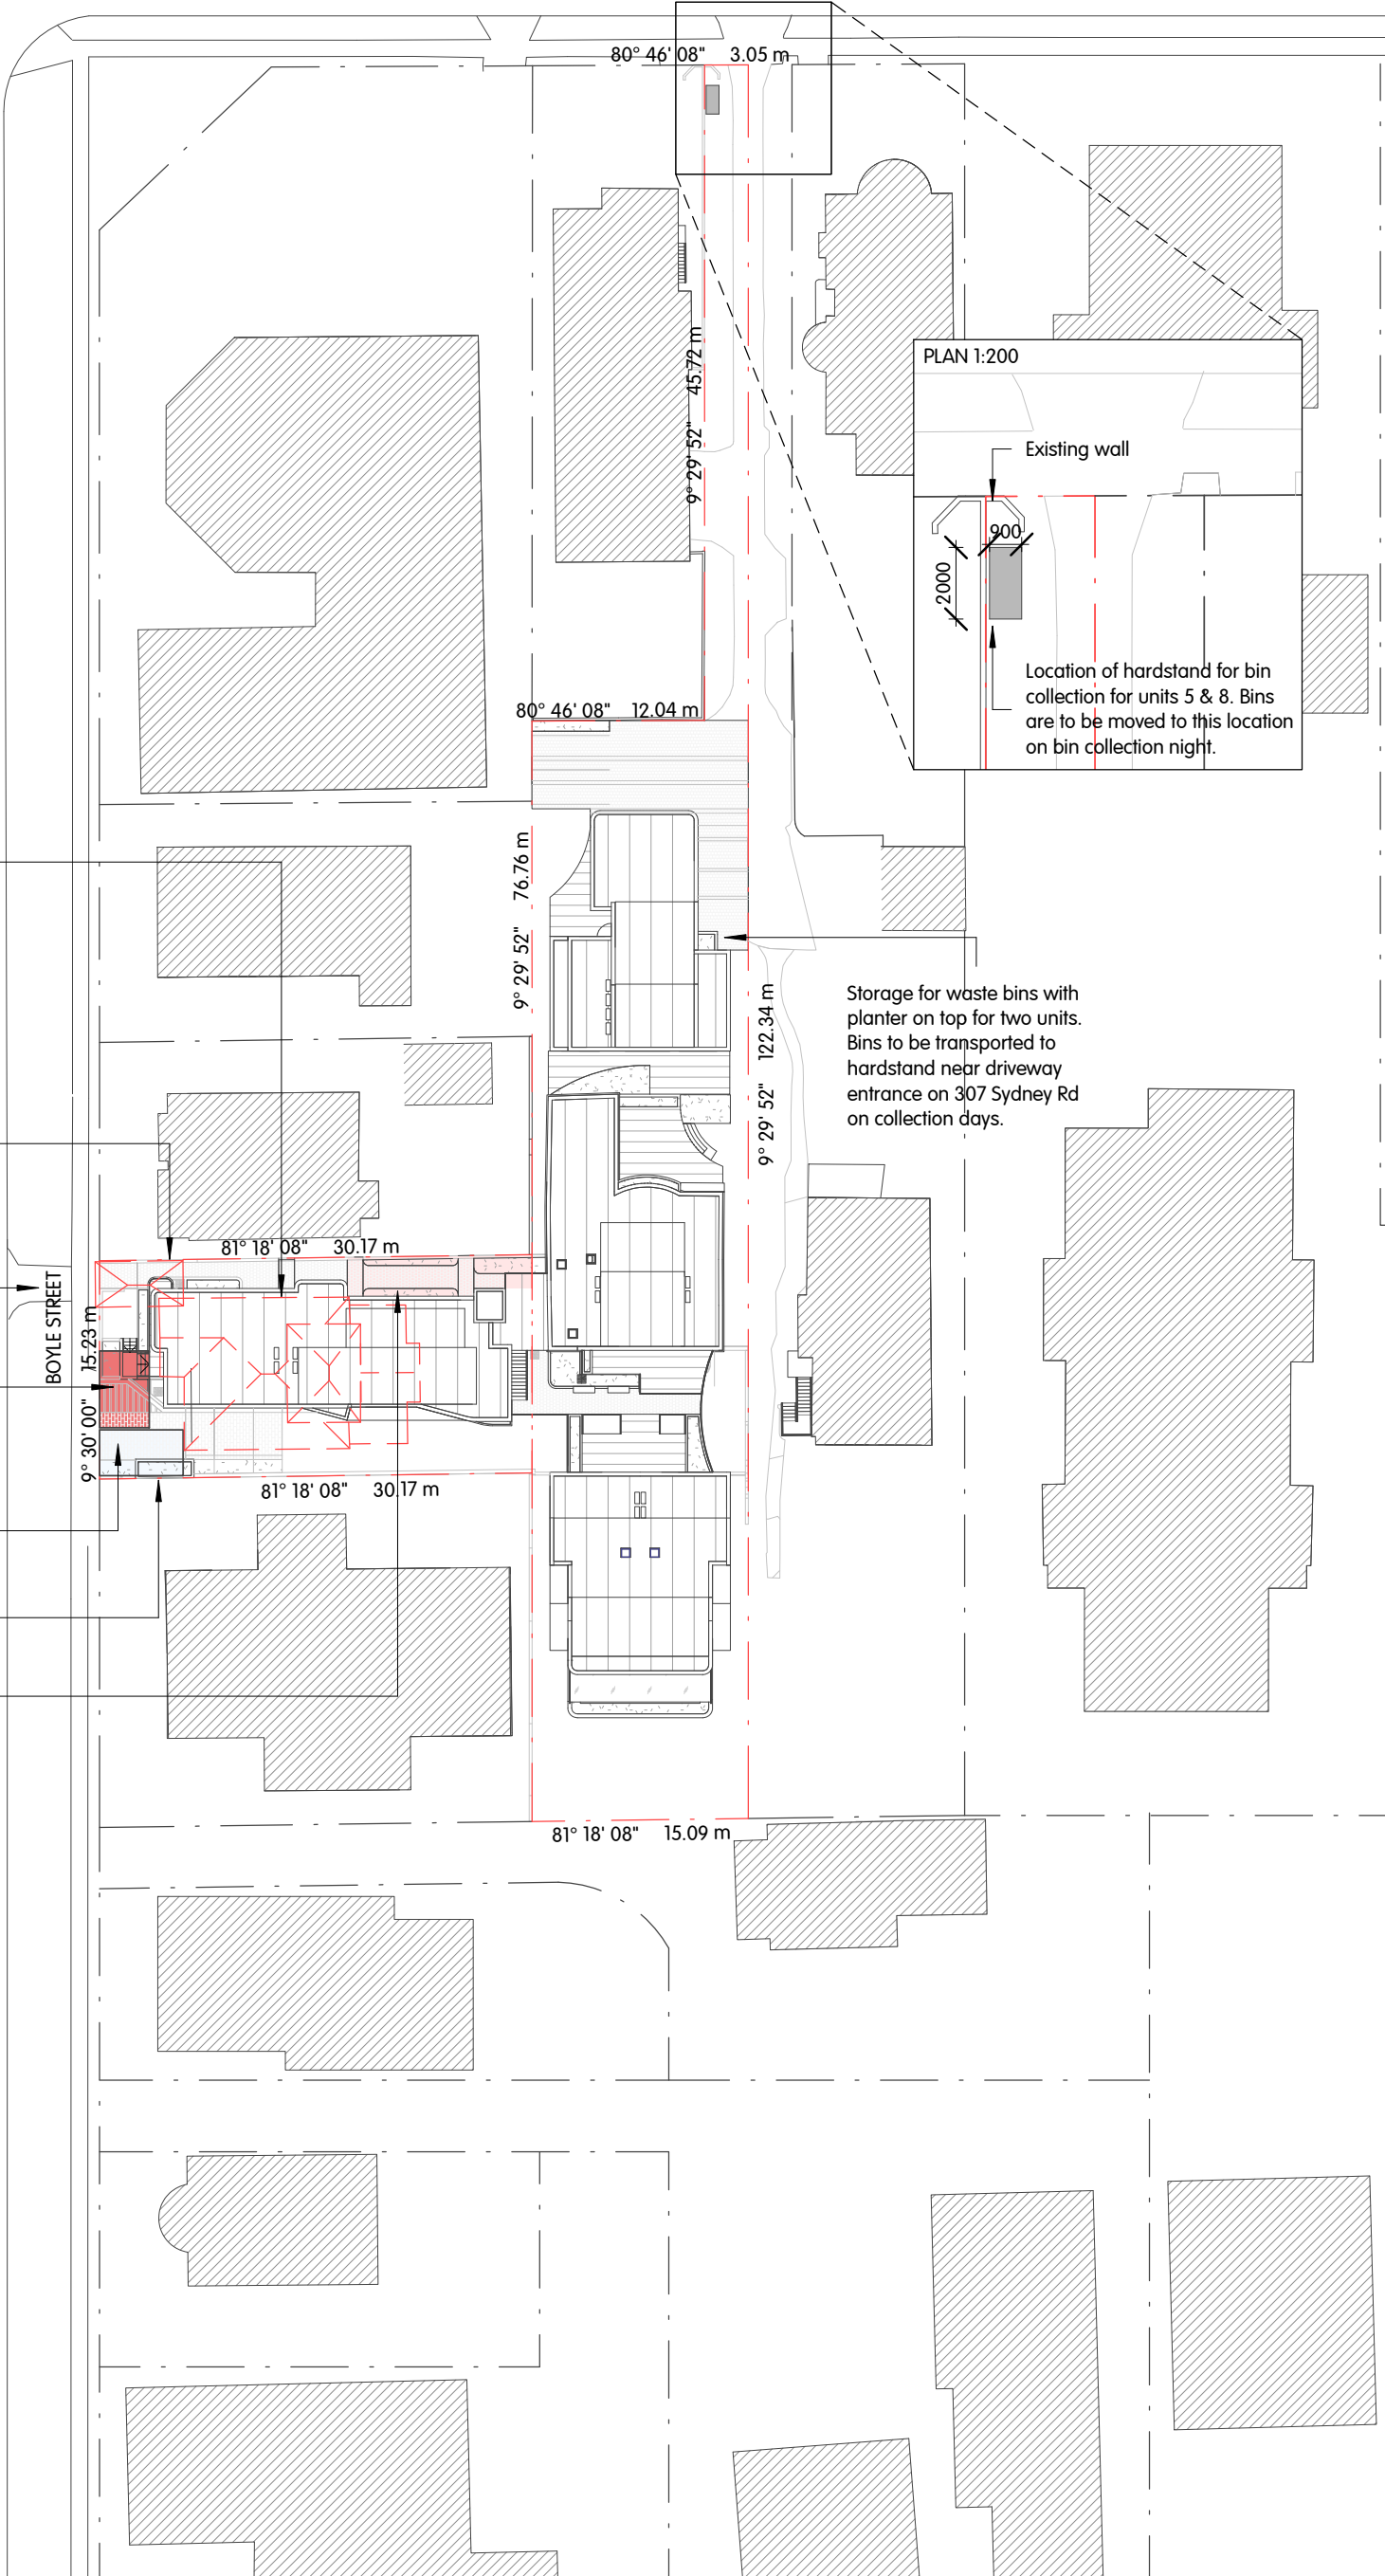 80° 46' 08" 3.05 m
9° 29' 52" 45.72 m
PLAN 1:200
Existing wall
900
2000
Location of hardstand for bin
collection for units 5 & 8. Bins
are to be moved to this location
on bin collection night.
80° 46' 08" 12.04 m
9° 29' 52" 76.76 m
9° 29' 52" 122.34 m
Storage for waste bins with
planter on top for two units.
Bins to be transported to
hardstand near driveway
entrance on 307 Sydney Rd
on collection days.
81° 18' 08" 30.17 m
BOYLE STREET
9° 30' 00" 15.23 m
81° 18' 08" 30.17 m
81° 18' 08" 15.09 m